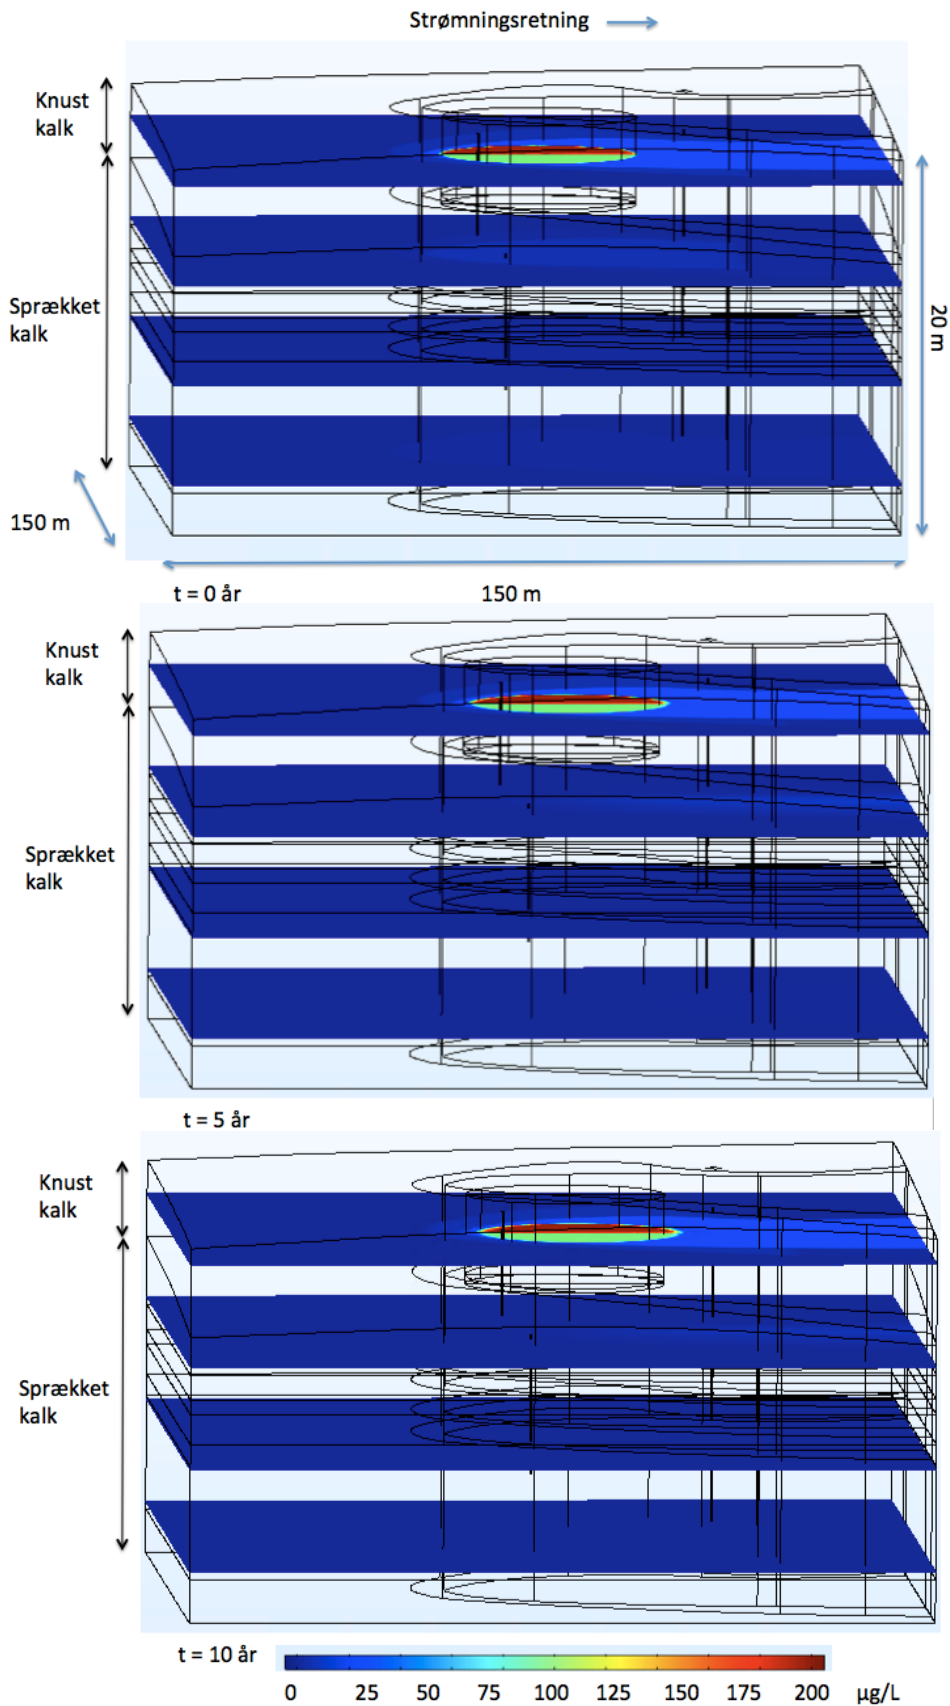 Strømningsretning
Knust
kalk
Sprækket
kalk
20 m
150 m
t = 0 år
150 m
Knust
kalk
Sprækket
kalk
t = 5 år
Knust
kalk
Sprækket
kalk
t = 10 år
0 25 50 75 100 125 150 175 200 µg/L